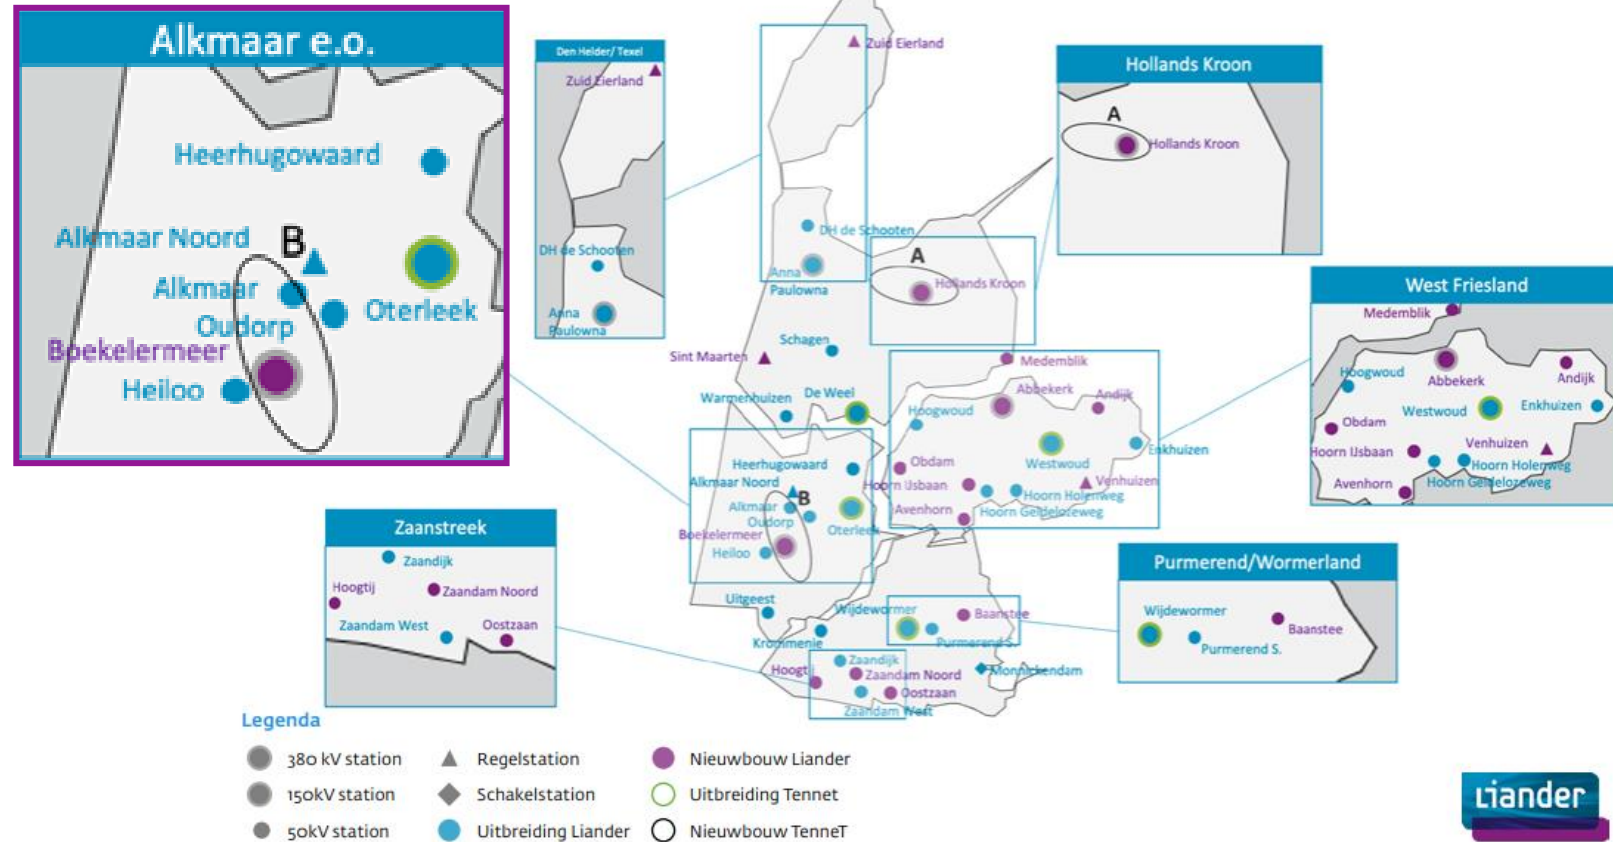 Alkmaar e.o.
Heerhugowaard
Alkmaar Noord
B
Alkmaar
Oudorp
Oterleek
Boekelermeer
Heiloo
Den Helder/ Texel
Zuid Eierland
DH de Schooten
Anna
Paulowna
Zuid Eierland
DH de Schooten
Anna
Paulowna
A
Hollands Kroon
Schagen
Sint Maarten
Medemblik
Warmenhuizen
De Weel
Abbekerk
Andijk
Hoogwoud
Enkhuizen
Westwoud
Heerhugowaard
Obdam
Alkmaar Noord
Hoorn IJsbaan
Venhuizen
B
Hoorn Holenweg
Alkmaar
Avenhorn
Hoorn Geldelozeweg
Oudorp
Oterleek
Boekelermeer
Heiloo
Uitgeest
Wijdewormer
Baanstee
Krommenie
Purmerend S.
Zaandijk
Hoogtij
Zaandam Noord
Monnickendam
Oostzaan
Zaandam West
Hollands Kroon
A
Hollands Kroon
West Friesland
Medemblik
Hoogwoud
Abbekerk
Andijk
Westwoud
Enkhuizen
Obdam
Venhuizen
Hoorn IJsbaan
Hoorn Holenweg
Avenhorn
Hoorn Geldelozeweg
Zaanstreek
Zaandijk
Hoogtij
Zaandam Noord
Zaandam West
Oostzaan
Purmerend/Wormerland
Wijdewormer
Baanstee
Purmerend S.
Legenda
380 kV station
Regelstation
Nieuwbouw Liander
150kV station
Schakelstation
Uitbreiding Tennet
50kV station
Uitbreiding Liander
Nieuwbouw TenneT
Liander